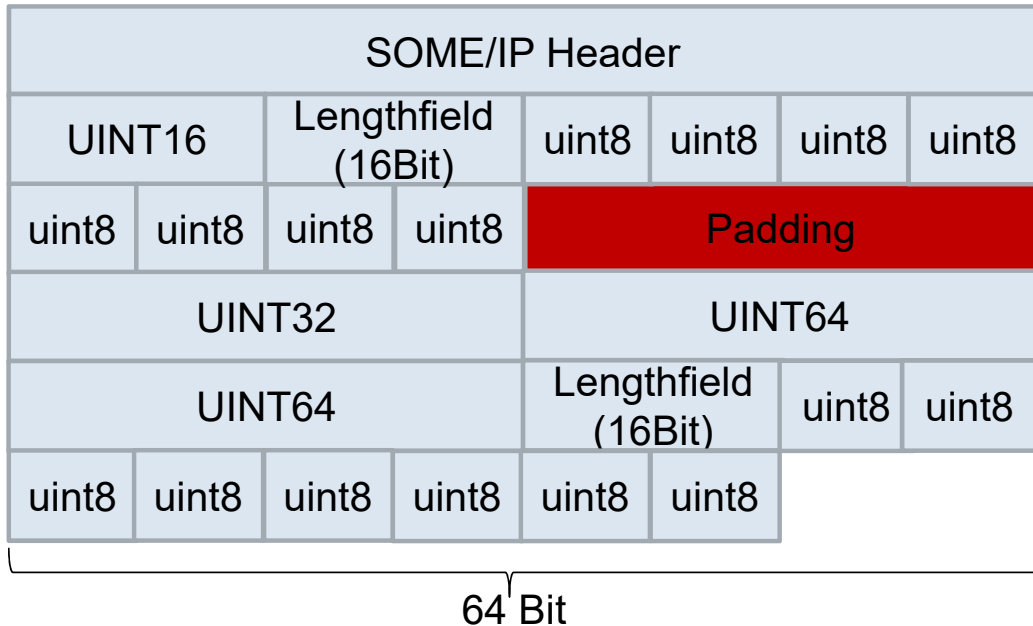 SOME/IP Header
UINT16 Lengthfield (16Bit) uint8 uint8 uint8 uint8
uint8 uint8 uint8 uint8 Padding
UINT32 UINT64
UINT64 Lengthfield (16Bit) uint8 uint8
uint8 uint8 uint8 uint8 uint8 uint8
64 Bit